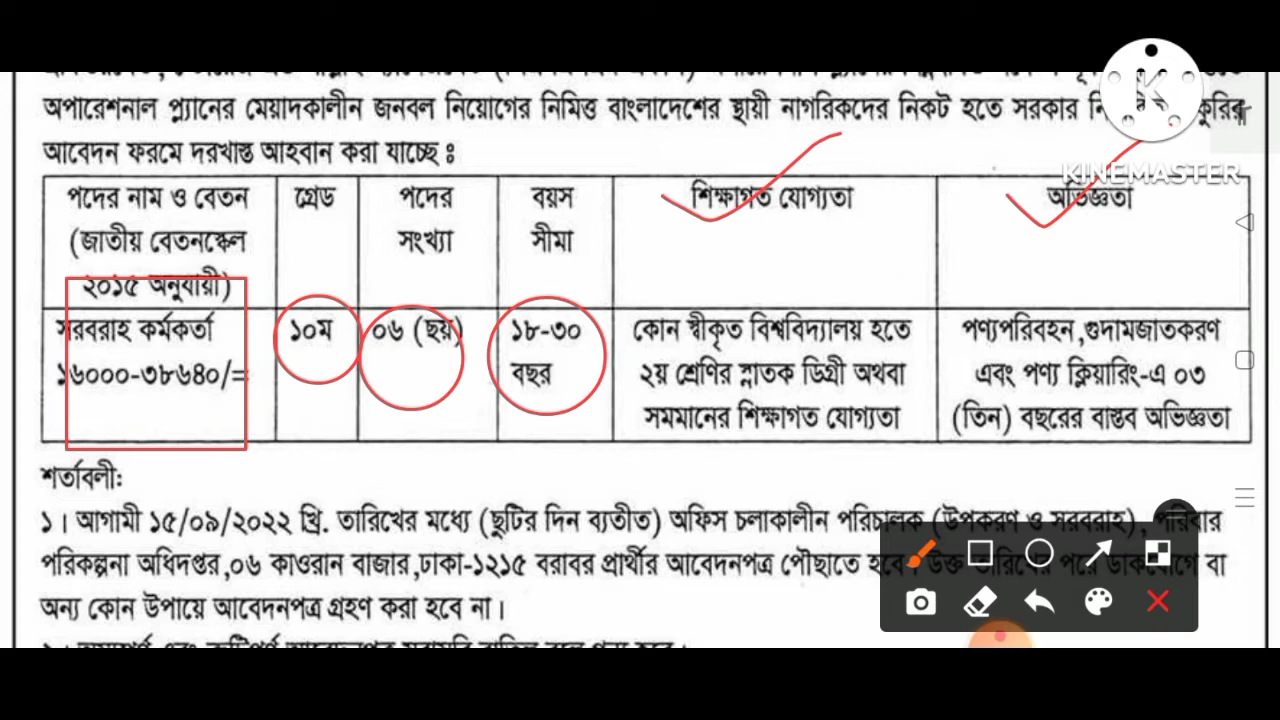 অপারেশনাল প্ল্যানের মেয়াদকালীন জনবল নিয়োগের নিমিত্ত বাংলাদেশের স্থায়ী নাগরিকদের নিকট হতে সরকার
আবেদন ফরমে দরখাস্ত আহবান করা যাচ্ছে ঃ
KINEMASTER
পদের নাম ও বেতন
(জাতীয় বেতনস্কেল
২০১৫ অনুযায়ী)
গ্রেড
পদের
সংখ্যা
বয়স
সীমা
শিক্ষাগত যোগ্যতা
অভিজ্ঞতা
সরবরাহ কর্মকর্তা
১৬০০০-৩৮৬৪০/=
১০ম
০৬ (ছয়)
১৮-৩০
বছর
কোন স্বীকৃত বিশ্ববিদ্যালয় হতে
২য় শ্রেণির স্নাতক ডিগ্রী অথবা
সমমানের শিক্ষাগত যোগ্যতা
পণ্যপরিবহন,গুদামজাতকরণ
এবং পণ্য ক্লিয়ারিং-এ ০৩
(তিন) বছরের বাস্তব অভিজ্ঞতা
শর্তাবলী:
১। আগামী ১৫/০৯/২০২২ খ্রি. তারিখের মধ্যে (ছুটির দিন ব্যতীত) অফিস চলাকালীন পরিচালক (উপকরণ ও সরবরাহ), পরিবার
পরিকল্পনা অধিদপ্তর,০৬ কাওরান বাজার,ঢাকা-১২১৫ বরাবর প্রার্থীর আবেদনপত্র পৌছাতে হবে। উক্ত তারিখের পরে ডাকযোগে বা
অন্য কোন উপায়ে আবেদনপত্র গ্রহণ করা হবে না।